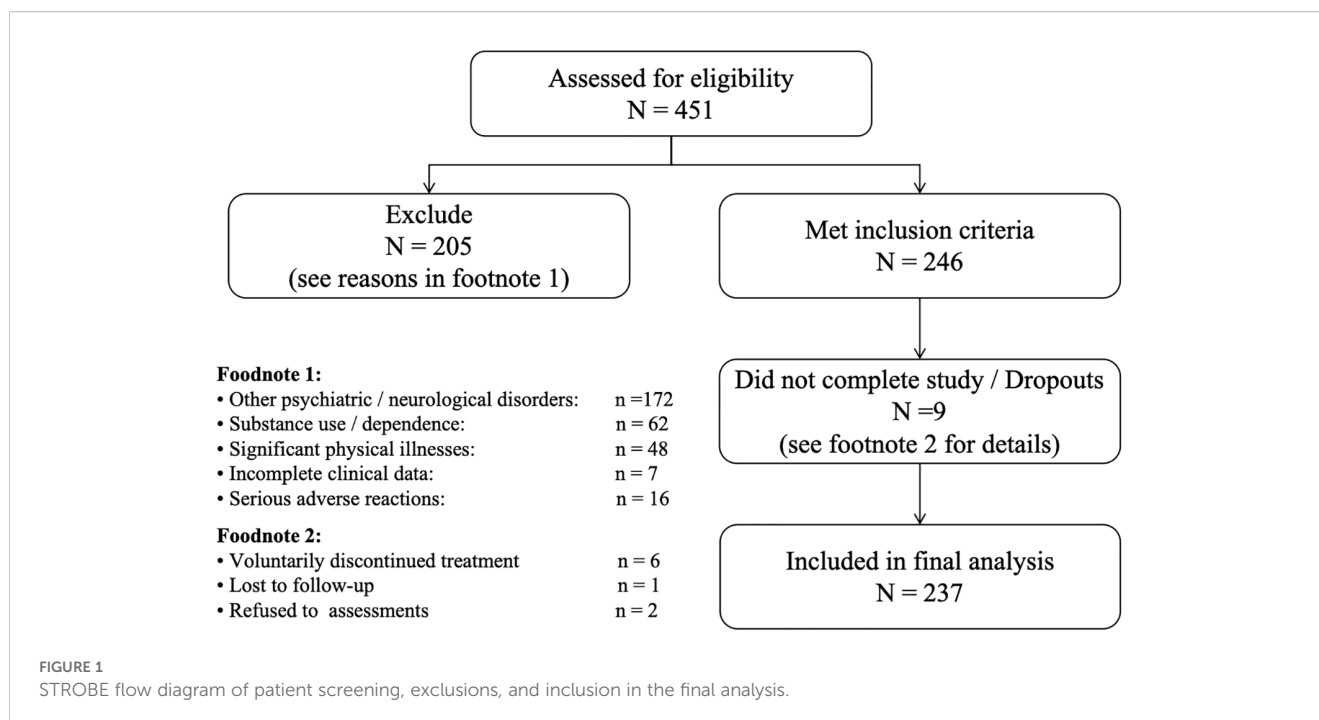 Assessed for eligibility
N = 451
Exclude
N = 205
(see reasons in footnote 1)
Met inclusion criteria
N = 246
Foodnote 1:
• Other psychiatric / neurological disorders: n =172
• Substance use / dependence: n = 62
• Significant physical illnesses: n = 48
• Incomplete clinical data: n = 7
• Serious adverse reactions: n = 16
Foodnote 2:
• Voluntarily discontinued treatment n = 6
• Lost to follow-up n = 1
• Refused to assessments n = 2
Did not complete study / Dropouts
N =9
(see footnote 2 for details)
Included in final analysis
N = 237
FIGURE 1
STROBE flow diagram of patient screening, exclusions, and inclusion in the final analysis.